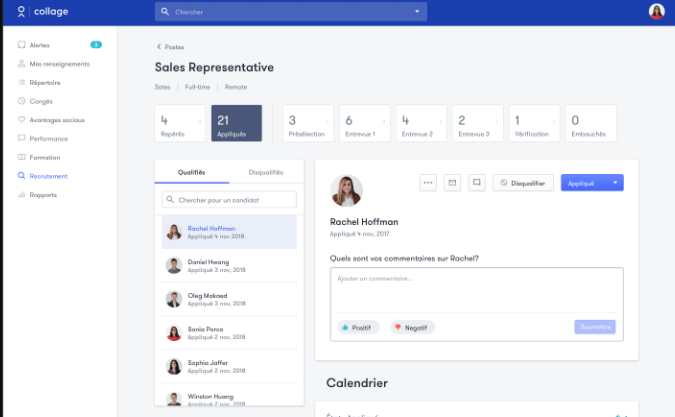 collage
Chercher
Alertes
Mes renseignements
Répertoire
Congés
Avantages sociaux
Performance
Formation
Recrutement
Rapports
Postes
Sales Representative
Sales | Full-time | Remote
4
Repérés
21
Appliqués
3
Présélection
6
Entrevue 1
4
Entrevue 2
2
Entrevue 3
1
Vérification
0
Embauchés
Qualifiés
Disqualifiés
Chercher pour un candidat
Rachel Hoffman
Appliqué 4 nov 2018
Daniel Hwang
Appliqué 3 nov, 2018
Oleg Makaed
Appliqué 3 nov, 2018
Sonia Ponca
Appliqué 2 nov, 2018
Sophia Jaffer
Appliqué 2 nov, 2018
Winston Huang
Appliqué 2 nov, 2018
Disqualifier
Appliqué
Rachel Hoffman
Appliqué 4 nov, 2017
Quels sont vos commentaires sur Rachel?
Ajouter un commentaire...
Positif
Negatif
Soumettre
Calendrier